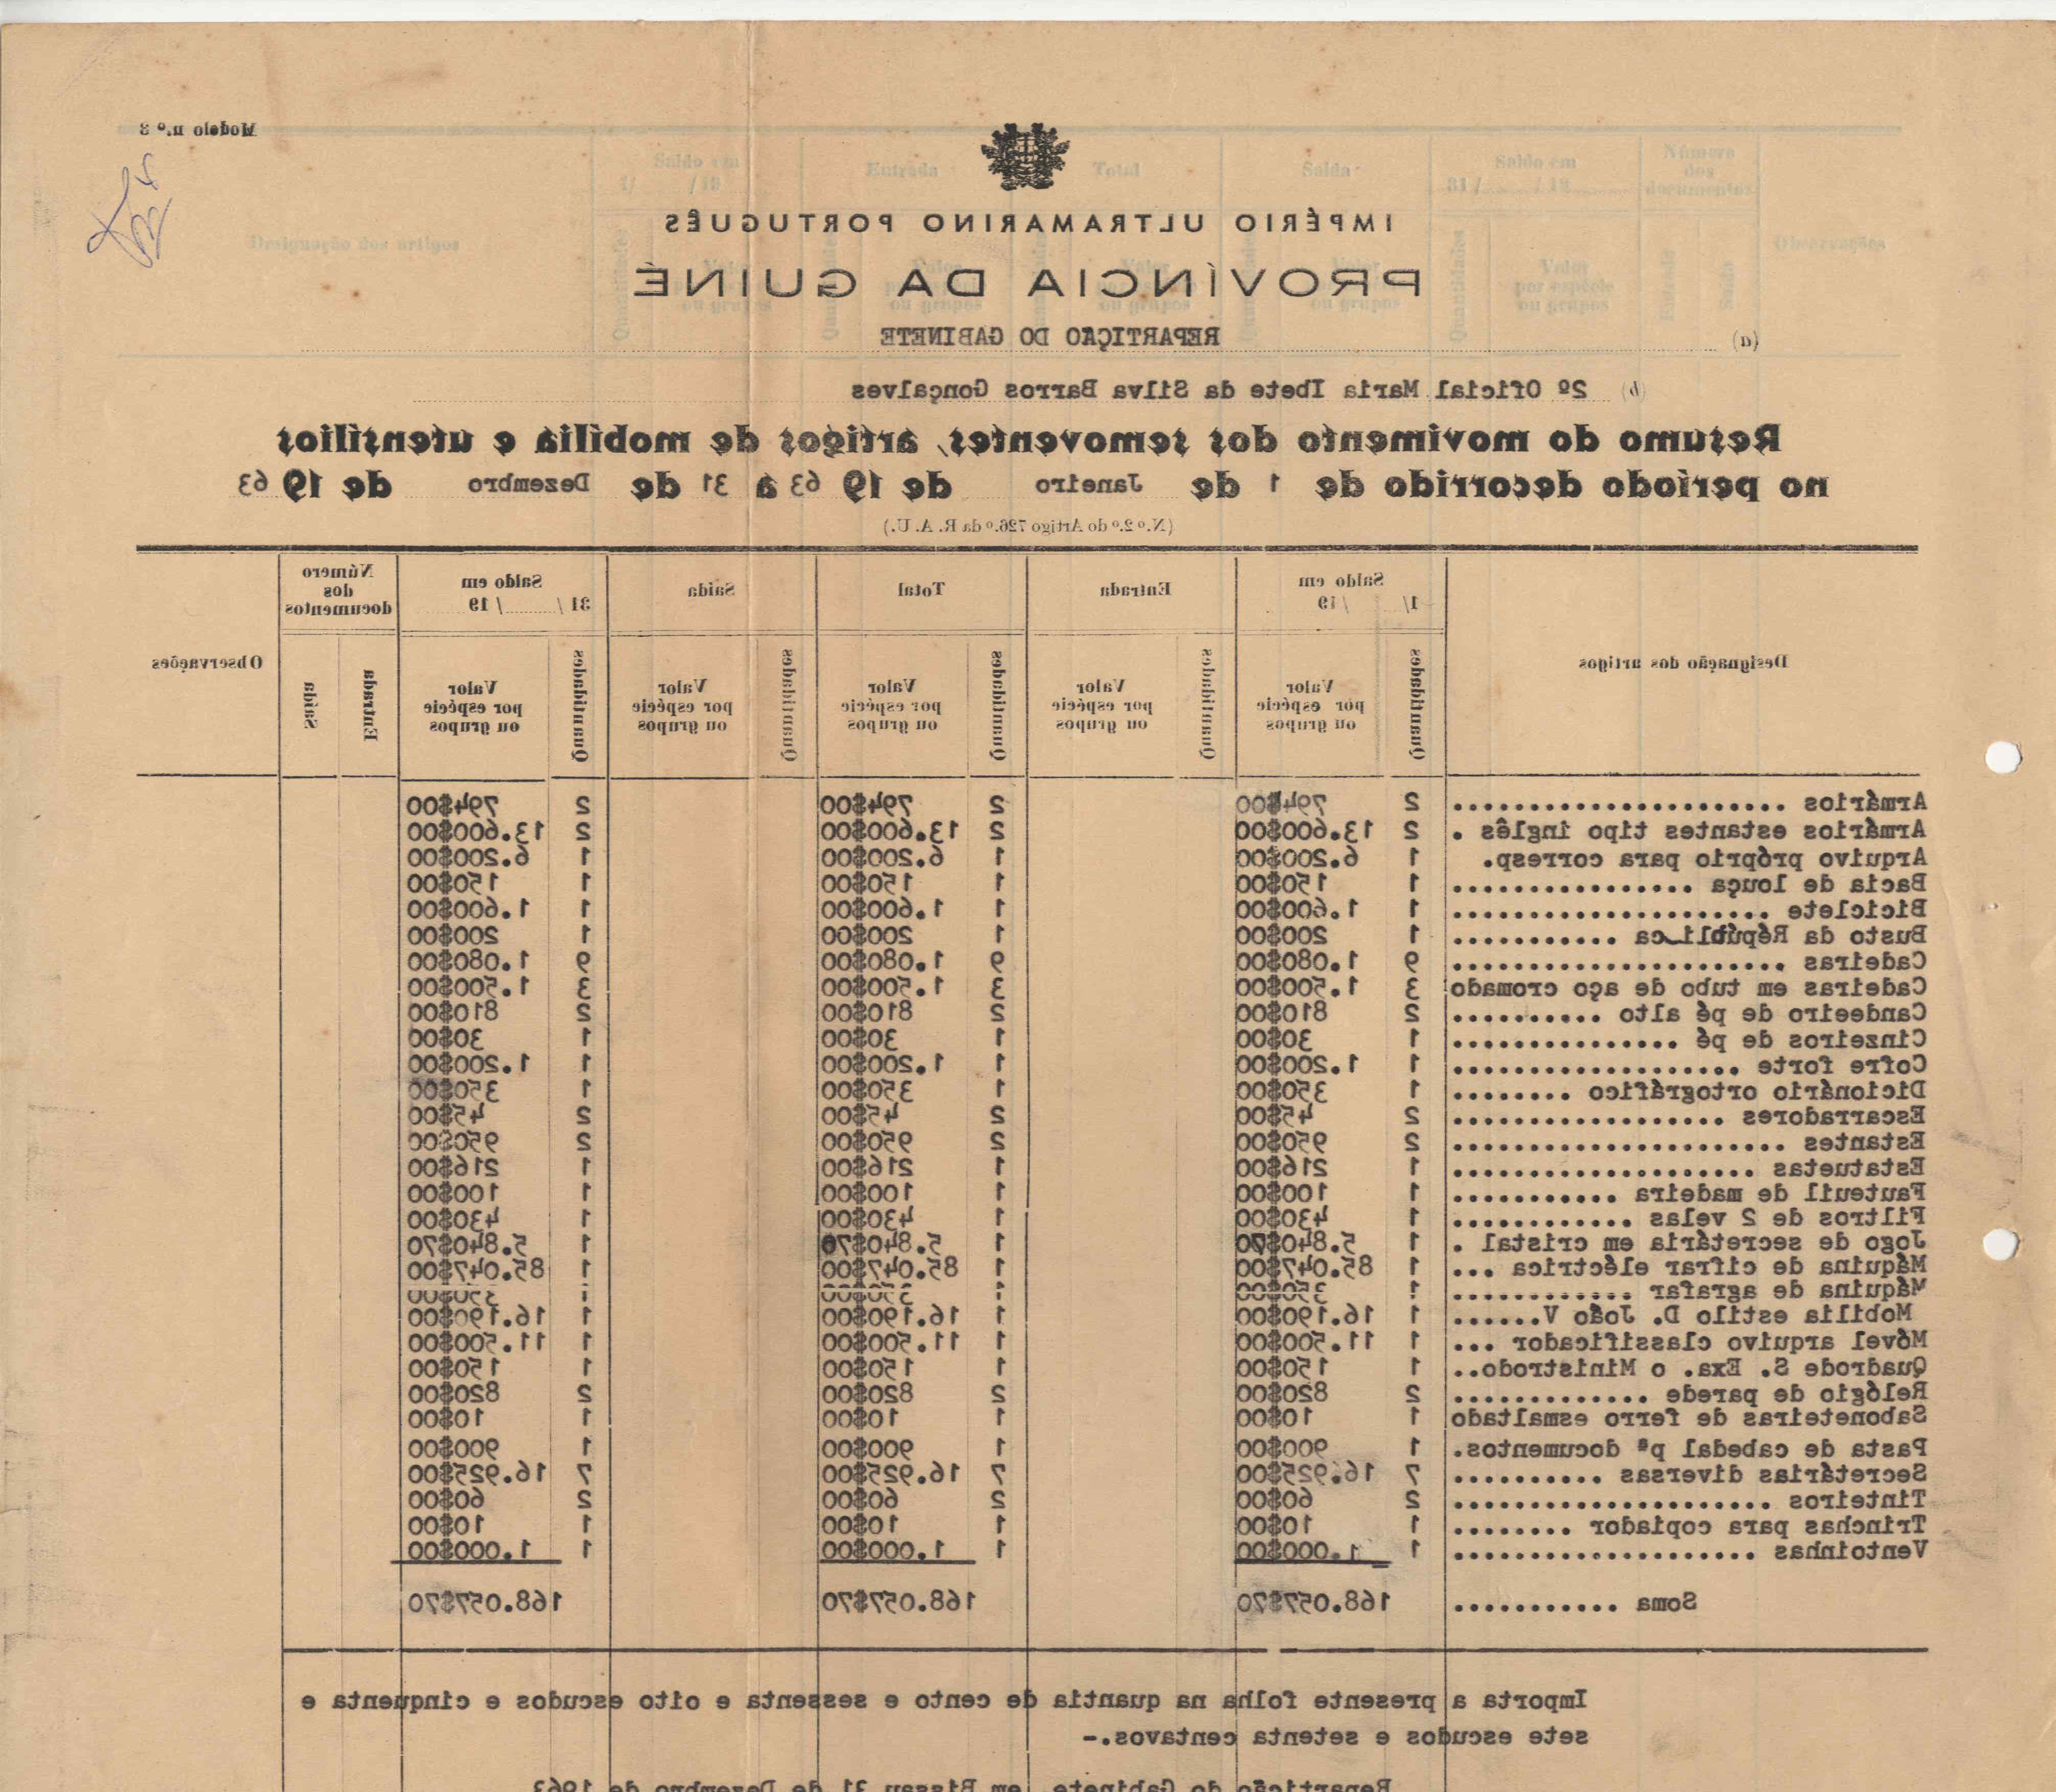 Modelo n.º 3
IMPÉRIO ULTRAMARINO PORTUGUÊS
PROVÍNCIA DA GUINÉ
(a) REPARTIÇÃO DO GABINETE
(b) 2º Oficial Maria Ibete da Silva Barros Gonçalves
Resumo do movimento dos semoventes, artigos de mobília e utensílios
no período decorrido de 1 de Janeiro de 19 63 a 31 de Dezembro de 19 63
(N.º 2.º do Artigo 726.º da R. A. U.)
Designação dos artigos | Saldo em 1/ / 19 | Entrada | Total | Saída | Saldo em 31 / / 19 | Número dos documentos | Observações
Quantidades | Valor por espécie ou grupos | Quantidades | Valor por espécie ou grupos | Quantidades | Valor por espécie ou grupos | Quantidades | Valor por espécie ou grupos | Quantidades | Valor por espécie ou grupos | Entrada | Saída
Armários ...................... 2 794$00 2 794$00 2 794$00
Armários estantes tipo inglês . 2 13.600$00 2 13.600$00 2 13.600$00
Arquivo próprio para corresp. 1 6.200$00 1 6.200$00 1 6.200$00
Bacia de louça ................ 1 150$00 1 150$00 1 150$00
Biciclete ..................... 1 1.600$00 1 1.600$00 1 1.600$00
Busto da Répública ........... 1 200$00 1 200$00 1 200$00
Cadeiras ...................... 9 1.080$00 9 1.080$00 9 1.080$00
Cadeiras em tubo de aço cromado 3 1.500$00 3 1.500$00 3 1.500$00
Candeeiro de pé alto .......... 2 810$00 2 810$00 2 810$00
Cinzeiros de pé ............... 1 30$00 1 30$00 1 30$00
Cofre forte ................... 1 1.200$00 1 1.200$00 1 1.200$00
Dicionário ortográfico ........ 1 350$00 1 350$00 1 350$00
Escarradores .................. 2 45$00 2 45$00 2 45$00
Estantes ...................... 2 950$00 2 950$00 2 950$00
Estatuetas .................... 1 216$00 1 216$00 1 216$00
Fauteuil de madeira ........... 1 100$00 1 100$00 1 100$00
Filtros de 2 velas ............ 1 430$00 1 430$00 1 430$00
Jogo de secretária em cristal . 1 5.840$70 1 5.840$70 1 5.840$70
Máquina de cifrar eléctrica ... 1 85.047$00 1 85.047$00 1 85.047$00
Máquina de agrafar ............ 1 350$00 1 350$00 1 350$00
Mobilia estilo D. João V...... 1 16.190$00 1 16.190$00 1 16.190$00
Móvel arquivo classificador ... 1 11.500$00 1 11.500$00 1 11.500$00
Quadrode S. Exa. o Ministrodo.. 1 150$00 1 150$00 1 150$00
Relógio de parede ............. 2 820$00 2 820$00 2 820$00
Saboneteiras de ferro esmaltado 1 10$00 1 10$00 1 10$00
Pasta de cabedal pª documentos. 1 900$00 1 900$00 1 900$00
Secretárias diversas .......... 7 16.925$00 7 16.925$00 7 16.925$00
Tinteiros ..................... 2 60$00 2 60$00 2 60$00
Trinchas para copiador ........ 1 10$00 1 10$00 1 10$00
Ventoinhas .................... 1 1.000$00 1 1.000$00 1 1.000$00
Soma ........... 168.057$70 168.057$70 168.057$70
Importa a presente folha na quantia de cento e sessenta e oito escudos e cinquenta e
sete escudos e setenta centavos.-
Repartição do Gabinete, em Bissau 31 de Dezembro de 1963